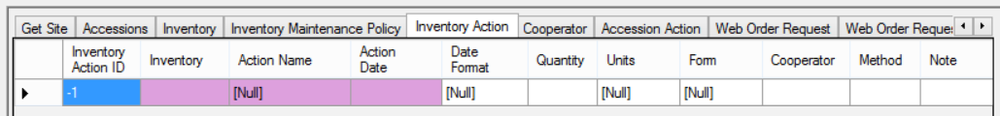 Get Site Accessions Inventory Inventory Maintenance Policy Inventory Action Cooperator Accession Action Web Order Request Web Order Reque
Inventory Action ID Inventory Action Name Action Date Date Format Quantity Units Form Cooperator Method Note
-1 [Null] [Null] [Null] [Null]